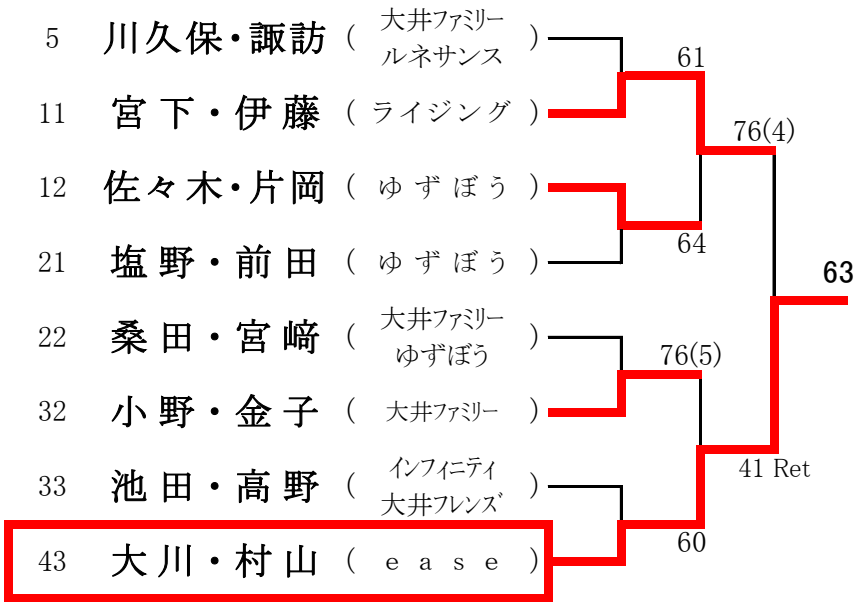 5 川久保・諏訪 ( 大井ファミリー ルネサンス )
61
11 宮下・伊藤 ( ライジング )
76(4)
12 佐々木・片岡 ( ゆずぼう )
64
21 塩野・前田 ( ゆずぼう )
63
22 桑田・宮﨑 ( 大井ファミリー ゆずぼう )
76(5)
32 小野・金子 ( 大井ファミリー )
41 Ret
33 池田・高野 ( インフィニティ 大井フレンズ )
60
43 大川・村山 ( ease )